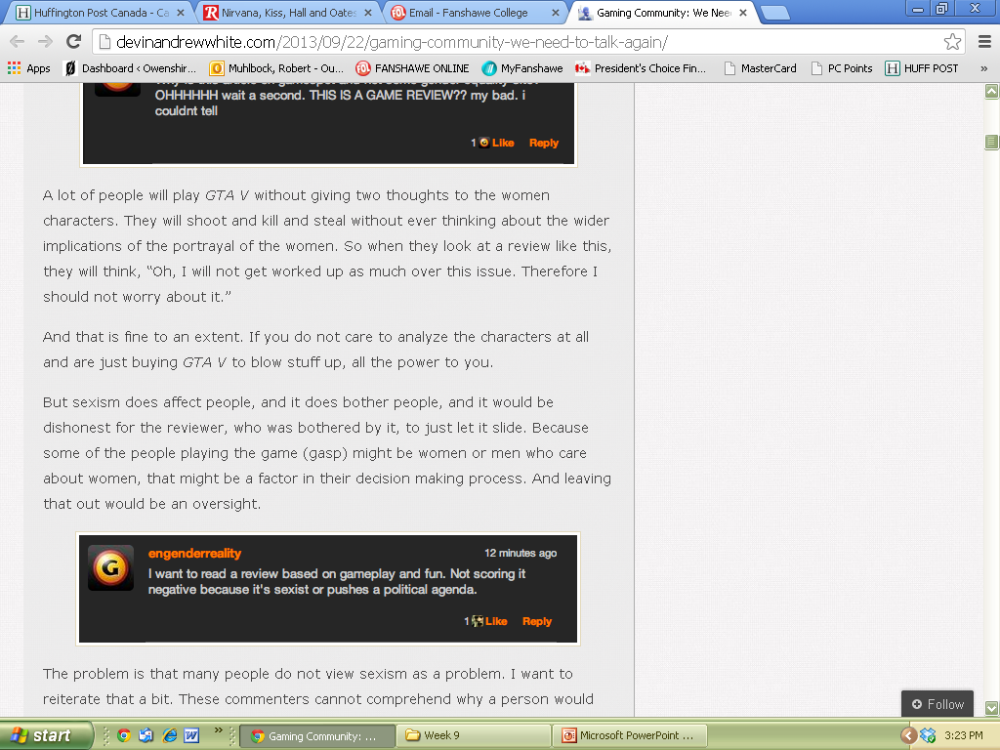 Huffington Post Canada - Ca
Nirvana, Kiss, Hall and Oates
Email - Fanshawe College
Gaming Community: We Nee
devinandrewwhite.com/2013/09/22/gaming-community-we-need-to-talk-again/
Apps
Dashboard ‹ Owenshir...
Muhlbock, Robert - Ou...
FANSHAWE ONLINE
MyFanshawe
President's Choice Fin...
MasterCard
PC Points
HUFF POST
»
OHHHHHH wait a second. THIS IS A GAME REVIEW?? my bad. i
couldnt tell
1 Like Reply
A lot of people will play GTA V without giving two thoughts to the women
characters. They will shoot and kill and steal without ever thinking about the wider
implications of the portrayal of the women. So when they look at a review like this,
they will think, “Oh, I will not get worked up as much over this issue. Therefore I
should not worry about it.”
And that is fine to an extent. If you do not care to analyze the characters at all
and are just buying GTA V to blow stuff up, all the power to you.
But sexism does affect people, and it does bother people, and it would be
dishonest for the reviewer, who was bothered by it, to just let it slide. Because
some of the people playing the game (gasp) might be women or men who care
about women, that might be a factor in their decision making process. And leaving
that out would be an oversight.
G
engenderreality
12 minutes ago
I want to read a review based on gameplay and fun. Not scoring it
negative because it's sexist or pushes a political agenda.
1 Like Reply
The problem is that many people do not view sexism as a problem. I want to
reiterate that a bit. These commenters cannot comprehend why a person would
Follow
start
»
Gaming Community: ...
Week 9
Microsoft PowerPoint ...
3:23 PM